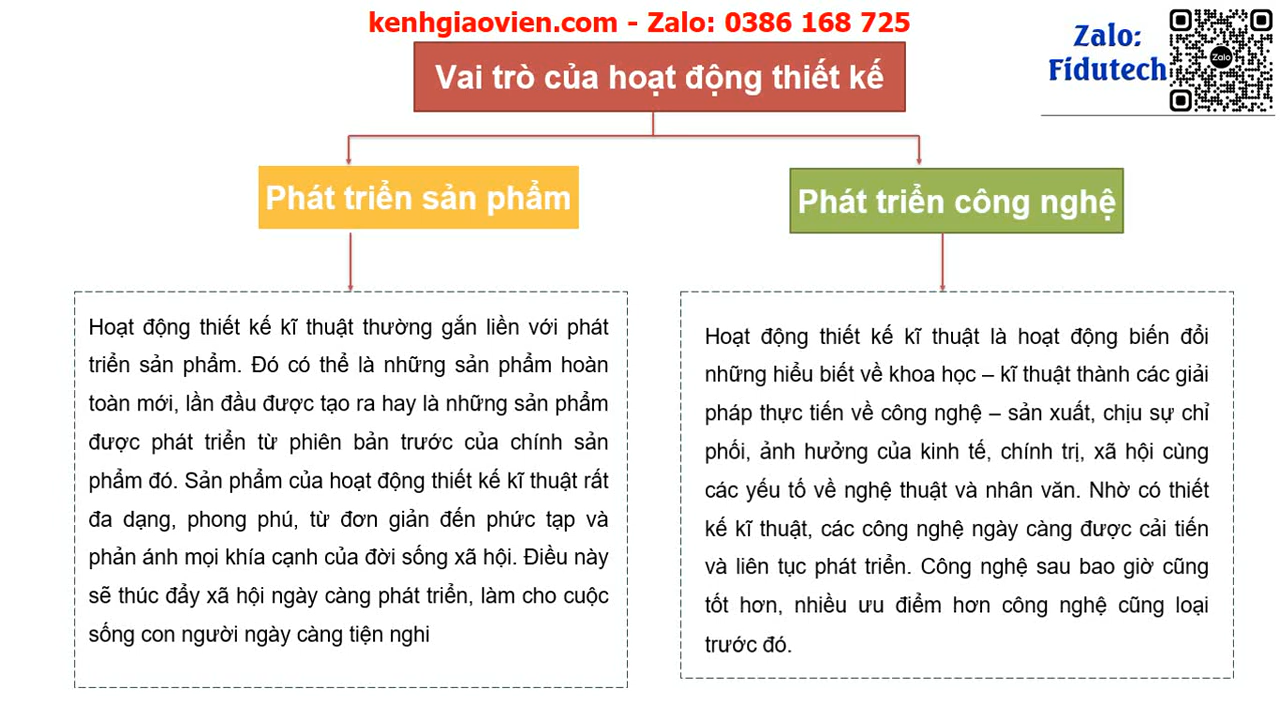 kenhgiaovien.com - Zalo: 0386 168 725
Zalo:
Fidutech
Zalo
Vai trò của hoạt động thiết kế
Phát triển sản phẩm
Phát triển công nghệ
Hoạt động thiết kế kĩ thuật thường gắn liền với phát
triển sản phẩm. Đó có thể là những sản phẩm hoàn
toàn mới, lần đầu được tạo ra hay là những sản phẩm
được phát triển từ phiên bản trước của chính sản
phẩm đó. Sản phẩm của hoạt động thiết kế kĩ thuật rất
đa dạng, phong phú, từ đơn giản đến phức tạp và
phản ánh mọi khía cạnh của đời sống xã hội. Điều này
sẽ thúc đẩy xã hội ngày càng phát triển, làm cho cuộc
sống con người ngày càng tiện nghi
Hoạt động thiết kế kĩ thuật là hoạt động biến đổi
những hiểu biết về khoa học – kĩ thuật thành các giải
pháp thực tiến về công nghệ – sản xuất, chịu sự chỉ
phối, ảnh hưởng của kinh tế, chính trị, xã hội cùng
các yếu tố về nghệ thuật và nhân văn. Nhờ có thiết
kế kĩ thuật, các công nghệ ngày càng được cải tiến
và liên tục phát triển. Công nghệ sau bao giờ cũng
tốt hơn, nhiều ưu điểm hơn công nghệ cũng loại
trước đó.